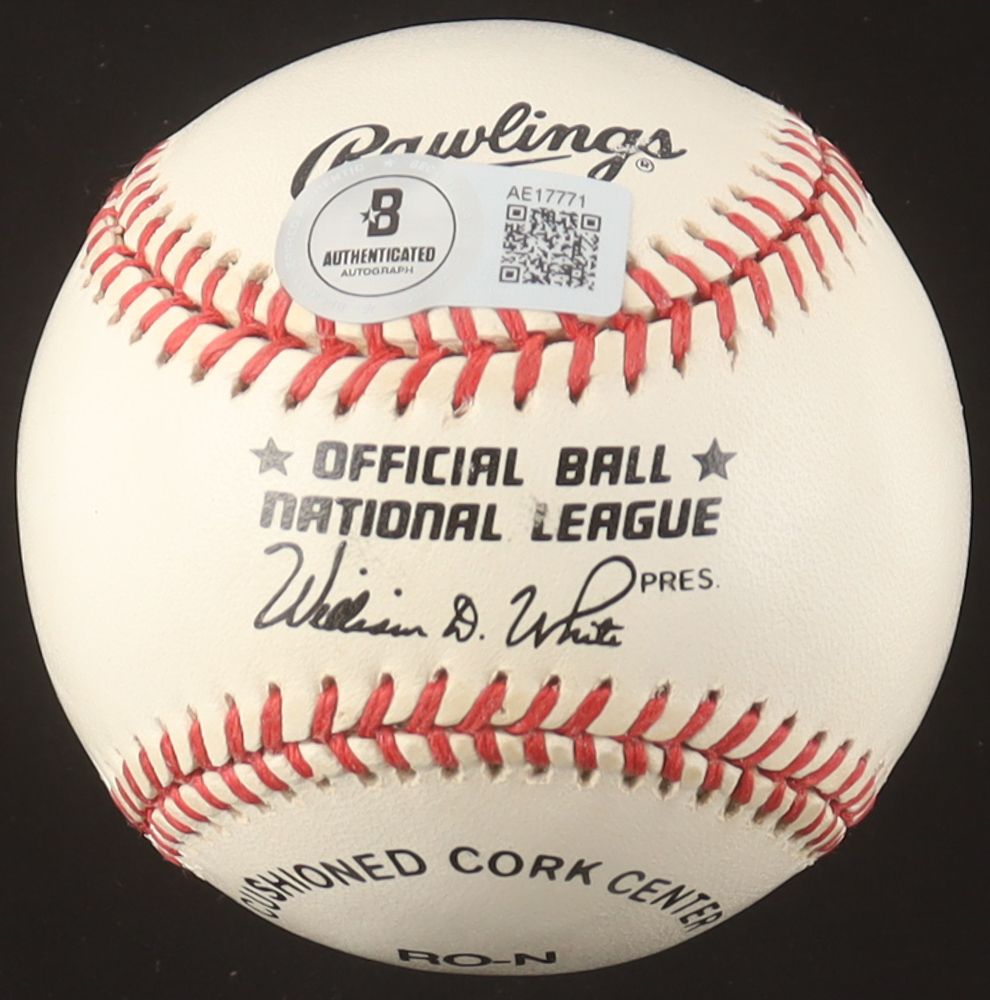 Rawlings®
B
AUTHENTICATED
AUTOGRAPH
AE17771
★ OFFICIAL BALL ★
NATIONAL LEAGUE
William D. White PRES.
CUSHIONED CORK CENTER
RO-N